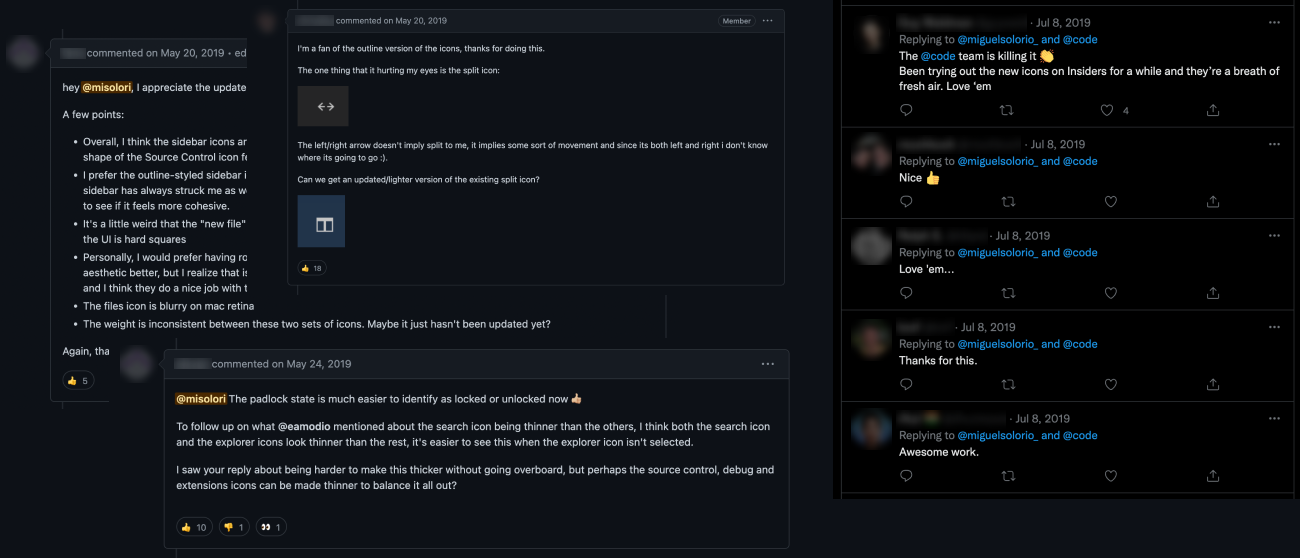 commented on May 20, 2019 • ed
hey @misolori, I appreciate the update
A few points:
• Overall, I think the sidebar icons ar
shape of the Source Control icon fe
• I prefer the outline-styled sidebar i
sidebar has always struck me as w
to see if it feels more cohesive.
• It's a little weird that the "new file"
the UI is hard squares
• Personally, I would prefer having ro
aesthetic better, but I realize that is
and I think they do a nice job with t
• The files icon is blurry on mac retina
• The weight is inconsistent between these two sets of icons. Maybe it just hasn't been updated yet?
Again, tha
👍 5
commented on May 20, 2019 Member ...
I'm a fan of the outline version of the icons, thanks for doing this.
The one thing that it hurting my eyes is the split icon:
The left/right arrow doesn't imply split to me, it implies some sort of movement and since its both left and right i don't know
where its going to go :).
Can we get an updated/lighter version of the existing split icon?
👍 18
commented on May 24, 2019 ...
@misolori The padlock state is much easier to identify as locked or unlocked now 👍🏼
To follow up on what @eamodio mentioned about the search icon being thinner than the others, I think both the search icon
and the explorer icons look thinner than the rest, it's easier to see this when the explorer icon isn't selected.
I saw your reply about being harder to make this thicker without going overboard, but perhaps the source control, debug and
extensions icons can be made thinner to balance it all out?
👍 10 👎 1 👀 1
· Jul 8, 2019 ...
Replying to @miguelsolorio_ and @code
The @code team is killing it 👏
Been trying out the new icons on Insiders for a while and they're a breath of
fresh air. Love 'em
4
· Jul 8, 2019 ...
Replying to @miguelsolorio_ and @code
Nice 👍
· Jul 8, 2019 ...
Replying to @miguelsolorio_ and @code
Love 'em...
· Jul 8, 2019 ...
Replying to @miguelsolorio_ and @code
Thanks for this.
· Jul 8, 2019 ...
Replying to @miguelsolorio_ and @code
Awesome work.